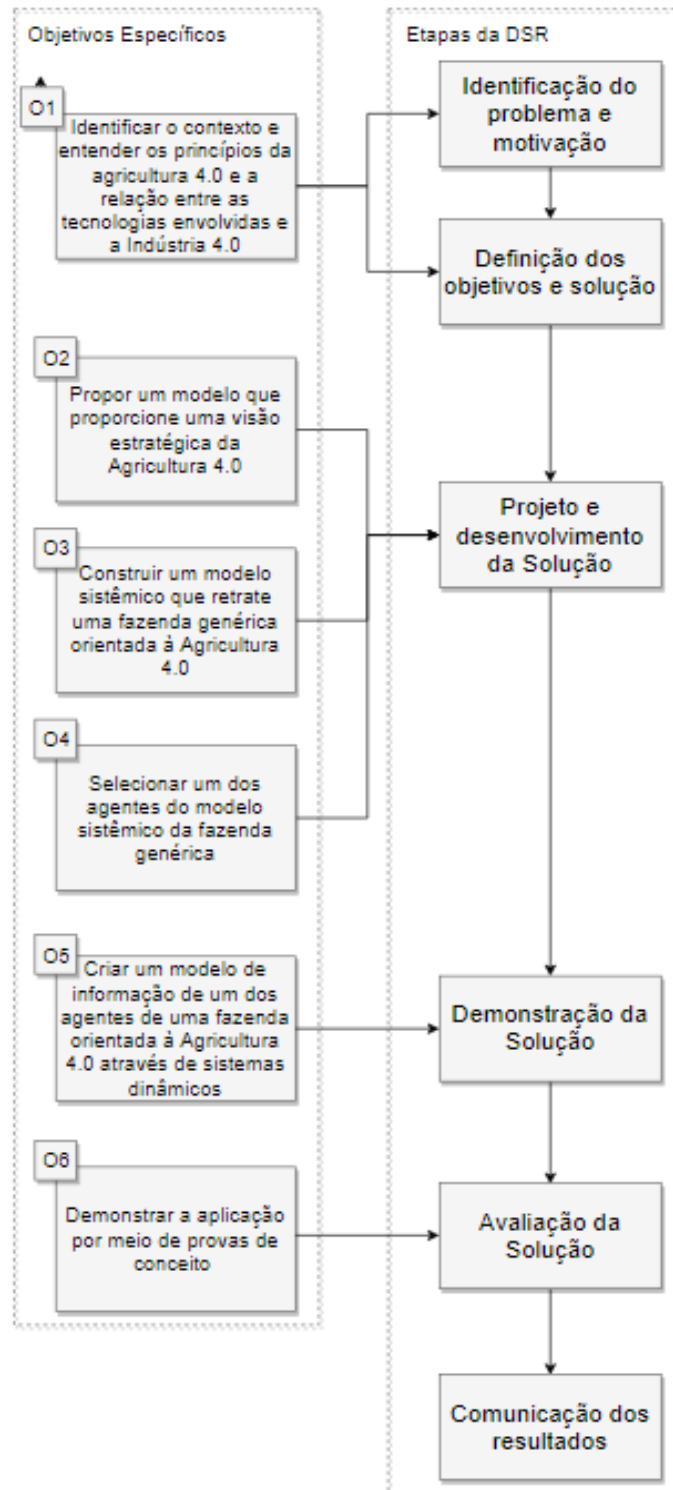 Objetivos Específicos
O1
Identificar o contexto e
entender os princípios da
agricultura 4.0 e a
relação entre as
tecnologias envolvidas e
a Indústria 4.0
O2
Propor um modelo que
proporcione uma visão
estratégica da
Agricultura 4.0
O3
Construir um modelo
sistêmico que retrate
uma fazenda genérica
orientada à Agricultura
4.0
O4
Selecionar um dos
agentes do modelo
sistêmico da fazenda
genérica
O5
Criar um modelo de
informação de um dos
agentes de uma fazenda
orientada à Agricultura
4.0 através de sistemas
dinâmicos
O6
Demonstrar a aplicação
por meio de provas de
conceito
Etapas da DSR
Identificação do
problema e
motivação
Definição dos
objetivos e solução
Projeto e
desenvolvimento
da Solução
Demonstração da
Solução
Avaliação da
Solução
Comunicação dos
resultados